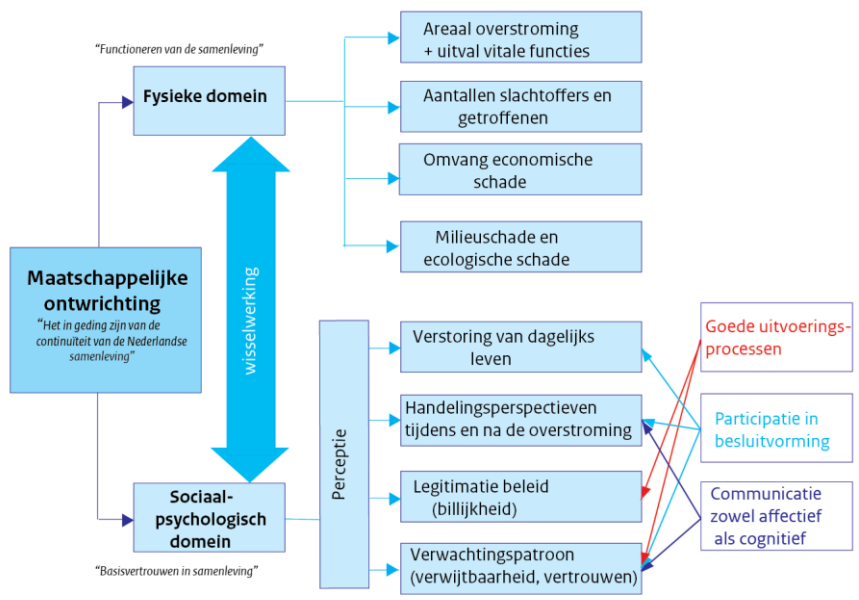 “Functioneren van de samenleving”
Fysieke domein
Areaal overstroming
+ uitval vitale functies
Aantallen slachtoffers en
getroffenen
Omvang economische
schade
Milieuschade en
ecologische schade
wisselwerking
Maatschappelijke
ontwrichting
“Het in geding zijn van de
continuïteit van de Nederlandse
samenleving”
Sociaal-
psychologisch
domein
“Basisvertrouwen in samenleving”
Perceptie
Verstoring van dagelijks
leven
Handelingsperspectieven
tijdens en na de overstroming
Legitimatie beleid
(billijkheid)
Verwachtingspatroon
(verwijtbaarheid, vertrouwen)
Goede uitvoerings-
processen
Participatie in
besluitvorming
Communicatie
zowel affectief
als cognitief